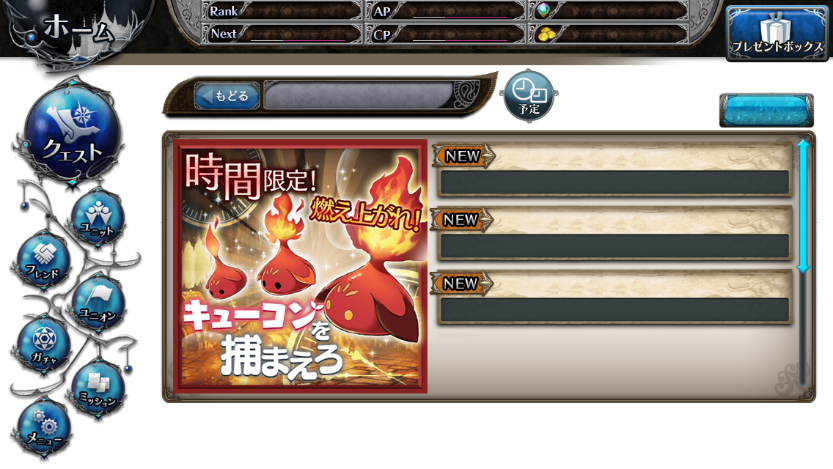 ホーム
Rank
AP
Next
CP
プレゼントボックス
もどる
予定
クエスト
ユニット
フレンド
ユニオン
ガチャ
ミッション
メニュー
時間限定!
燃え上がれ!
キューコンを
捕まえろ
NEW
NEW
NEW